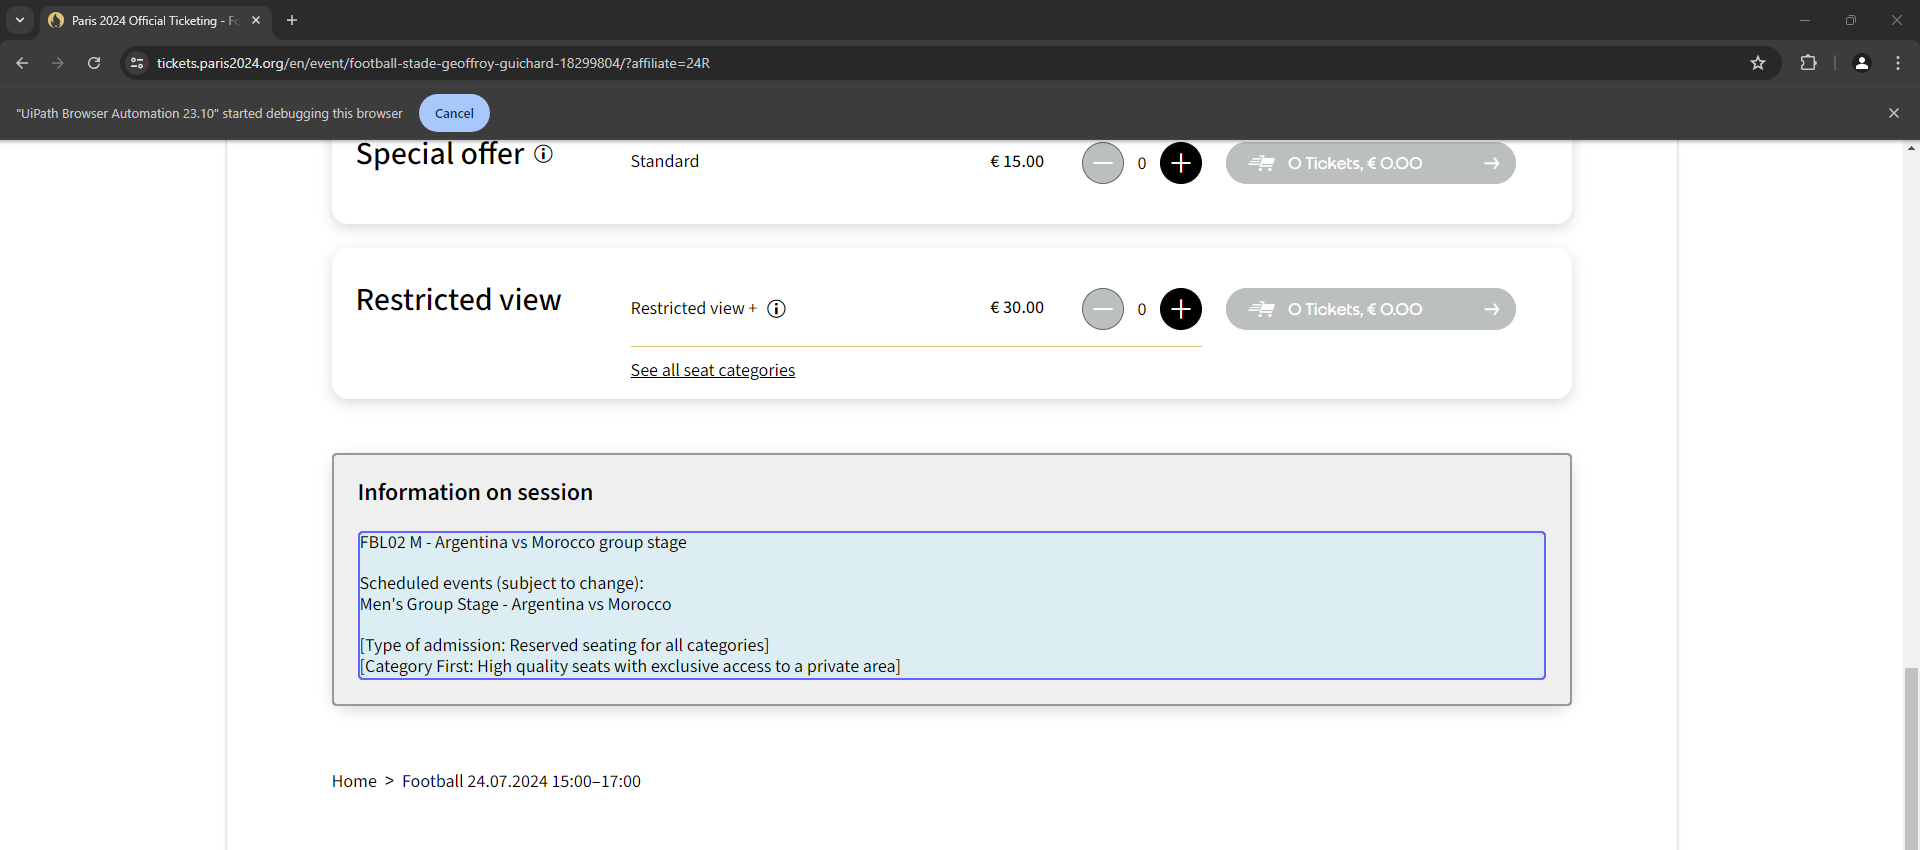 Paris 2024 Official Ticketing - Fo
tickets.paris2024.org/en/event/football-stade-geoffroy-guichard-18299804/?affiliate=24R
"UiPath Browser Automation 23.10" started debugging this browser
Cancel
Special offer
Standard
€ 15.00
0
0 Tickets, € 0.00
Restricted view
Restricted view +
€ 30.00
0
0 Tickets, € 0.00
See all seat categories
Information on session
FBL02 M - Argentina vs Morocco group stage
Scheduled events (subject to change):
Men's Group Stage - Argentina vs Morocco
[Type of admission: Reserved seating for all categories]
[Category First: High quality seats with exclusive access to a private area]
Home > Football 24.07.2024 15:00–17:00